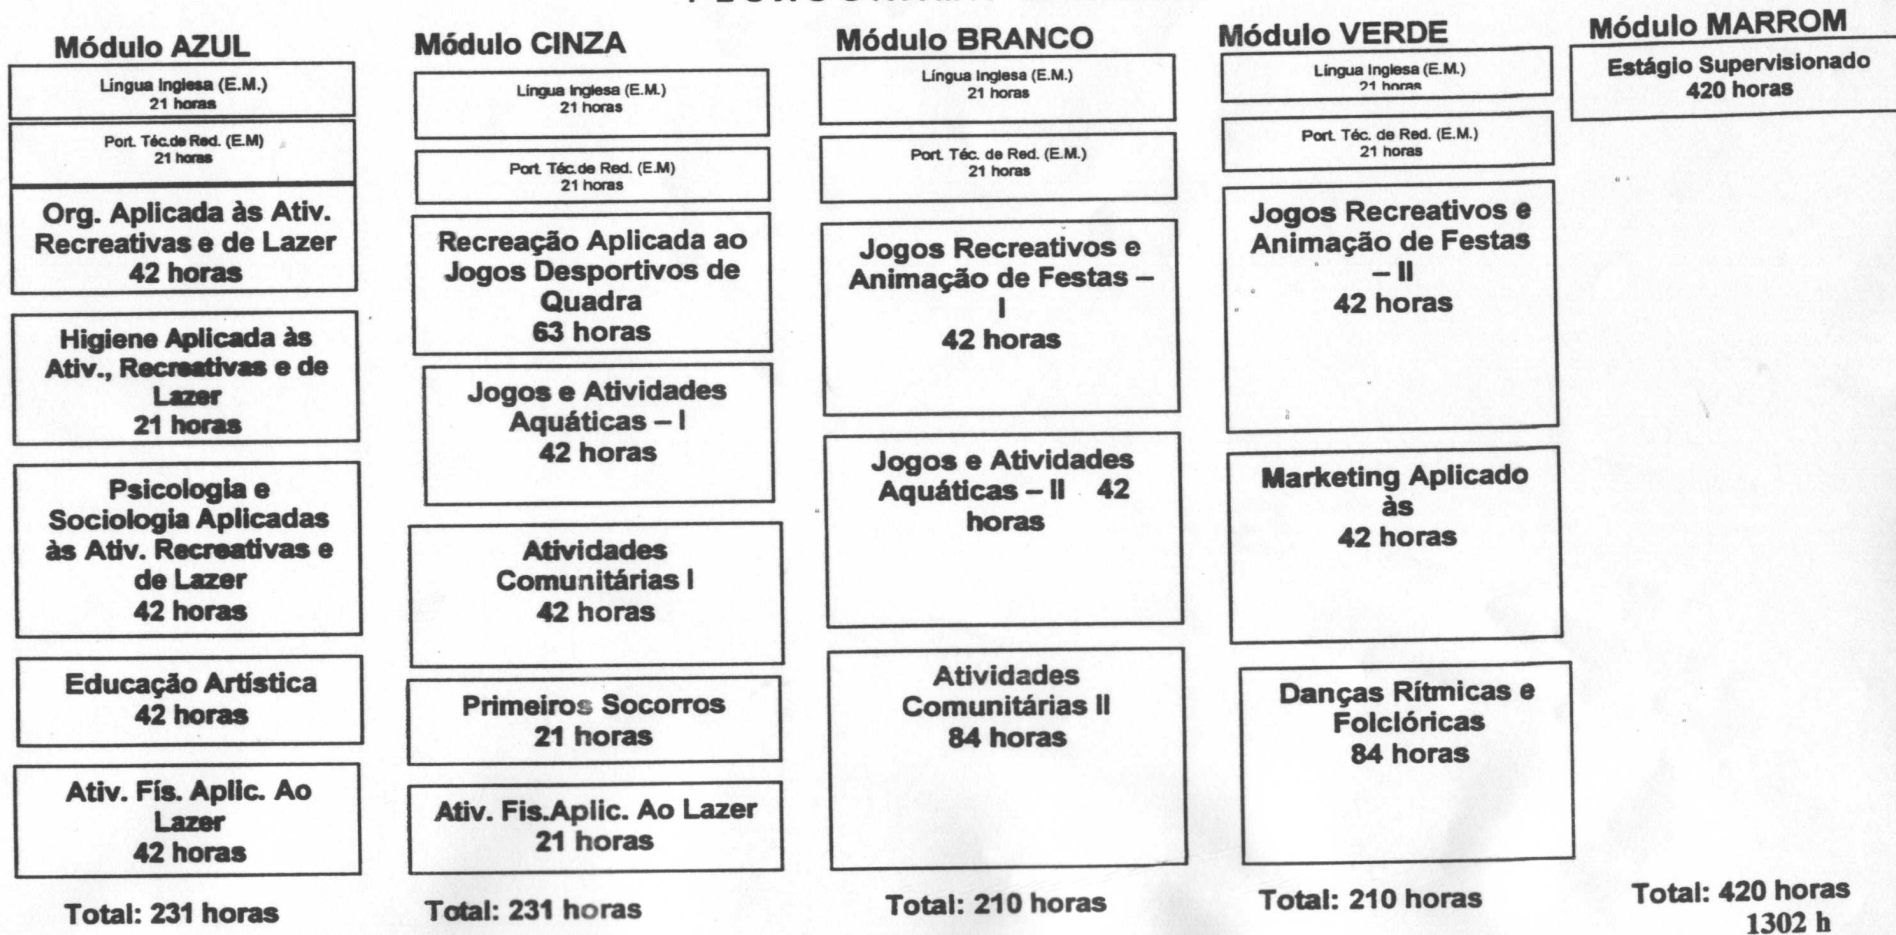 Módulo AZUL
Língua Inglesa (E.M.)
21 horas
Port. Téc.de Red. (E.M)
21 horas
Org. Aplicada às Ativ.
Recreativas e de Lazer
42 horas
Higiene Aplicada às
Ativ., Recreativas e de
Lazer
21 horas
Psicologia e
Sociologia Aplicadas
às Ativ. Recreativas e
de Lazer
42 horas
Educação Artística
42 horas
Ativ. Fís. Aplic. Ao
Lazer
42 horas
Total: 231 horas
Módulo CINZA
Língua Inglesa (E.M.)
21 horas
Port. Téc.de Red. (E.M)
21 horas
Recreação Aplicada ao
Jogos Desportivos de
Quadra
63 horas
Jogos e Atividades
Aquáticas – I
42 horas
Atividades
Comunitárias I
42 horas
Primeiros Socorros
21 horas
Ativ. Fis.Aplic. Ao Lazer
21 horas
Total: 231 horas
Módulo BRANCO
Língua Inglesa (E.M.)
21 horas
Port. Téc. de Red. (E.M.)
21 horas
Jogos Recreativos e
Animação de Festas –
I
42 horas
Jogos e Atividades
Aquáticas – II 42
horas
Atividades
Comunitárias II
84 horas
Total: 210 horas
Módulo VERDE
Língua Inglesa (E.M.)
21 horas
Port. Téc. de Red. (E.M.)
21 horas
Jogos Recreativos e
Animação de Festas
– II
42 horas
Marketing Aplicado
às
42 horas
Danças Rítmicas e
Folclóricas
84 horas
Total: 210 horas
Módulo MARROM
Estágio Supervisionado
420 horas
Total: 420 horas
1302 h